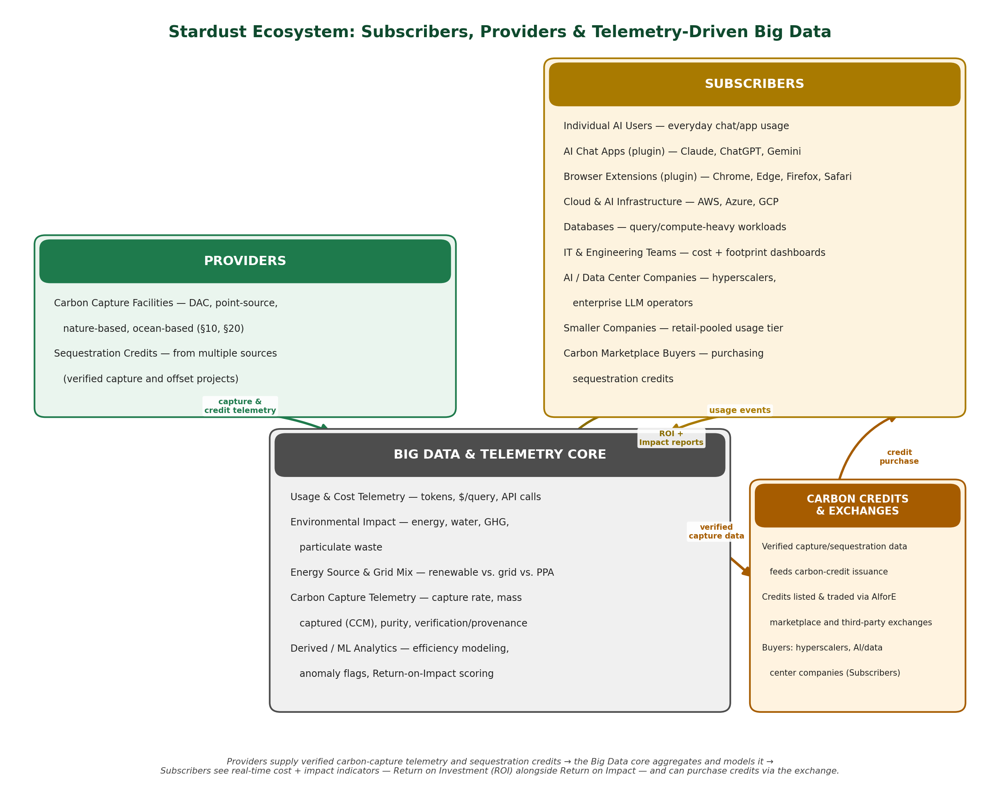 Stardust Ecosystem: Subscribers, Providers & Telemetry-Driven Big Data
SUBSCRIBERS
Individual AI Users — everyday chat/app usage
AI Chat Apps (plugin) — Claude, ChatGPT, Gemini
Browser Extensions (plugin) — Chrome, Edge, Firefox, Safari
Cloud & AI Infrastructure — AWS, Azure, GCP
Databases — query/compute-heavy workloads
IT & Engineering Teams — cost + footprint dashboards
AI / Data Center Companies — hyperscalers,
enterprise LLM operators
Smaller Companies — retail-pooled usage tier
Carbon Marketplace Buyers — purchasing
sequestration credits
PROVIDERS
Carbon Capture Facilities — DAC, point-source,
nature-based, ocean-based (§10, §20)
Sequestration Credits — from multiple sources
(verified capture and offset projects)
capture &
credit telemetry
usage events
ROI +
Impact reports
BIG DATA & TELEMETRY CORE
Usage & Cost Telemetry — tokens, $/query, API calls
Environmental Impact — energy, water, GHG,
particulate waste
Energy Source & Grid Mix — renewable vs. grid vs. PPA
Carbon Capture Telemetry — capture rate, mass
captured (CCM), purity, verification/provenance
Derived / ML Analytics — efficiency modeling,
anomaly flags, Return-on-Impact scoring
credit
purchase
verified
capture data
CARBON CREDITS
& EXCHANGES
Verified capture/sequestration data
feeds carbon-credit issuance
Credits listed & traded via AIforE
marketplace and third-party exchanges
Buyers: hyperscalers, AI/data
center companies (Subscribers)
Providers supply verified carbon-capture telemetry and sequestration credits → the Big Data core aggregates and models it →
Subscribers see real-time cost + impact indicators — Return on Investment (ROI) alongside Return on Impact — and can purchase credits via the exchange.